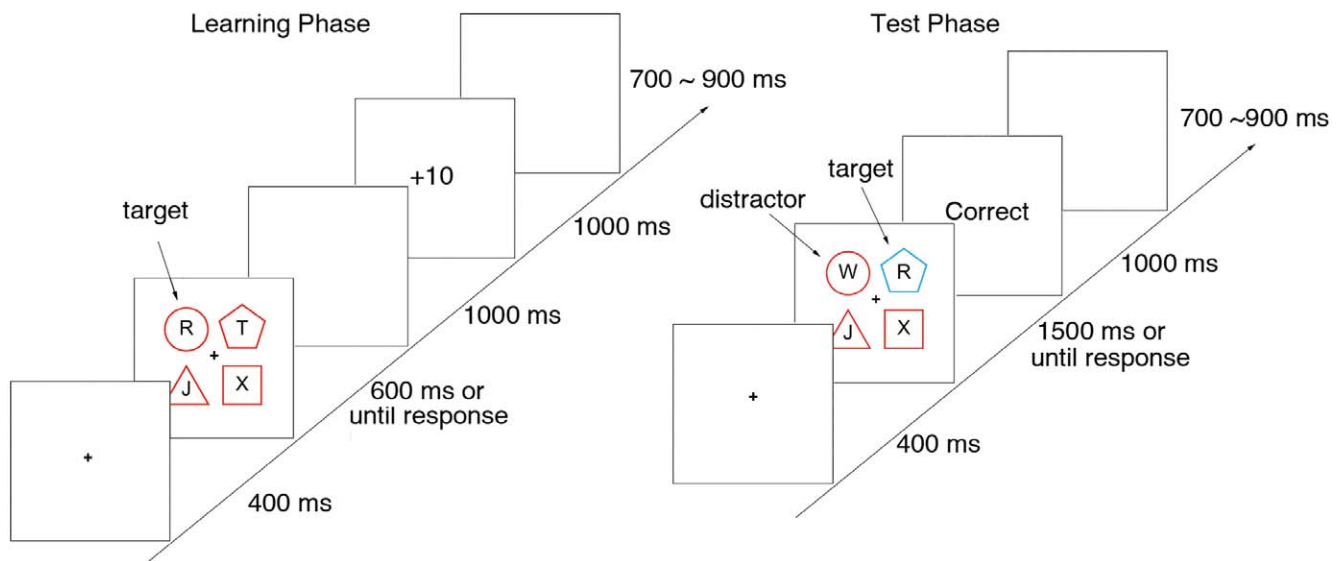 Learning Phase
700 ~ 900 ms
+10
1000 ms
target
R
T
+
J
X
1000 ms
600 ms or
until response
+
400 ms
Test Phase
700 ~900 ms
target
distractor
Correct
1000 ms
W
R
+
J
X
1500 ms or
until response
+
400 ms